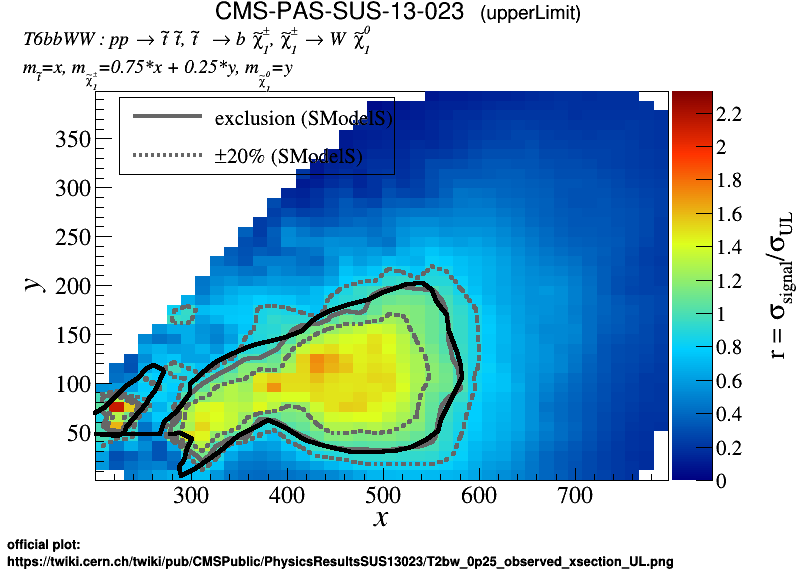 CMS-PAS-SUS-13-023 (upperLimit)
T6bbWW : pp → t̃ t̃, t̃ → b χ̃₁±, χ̃₁± → W χ̃₁⁰
m_t̃=x, m_χ̃₁±=0.75*x + 0.25*y, m_χ̃₁⁰=y
exclusion (SModelS)
±20% (SModelS)
350
300
250
200
150
100
50
y
300 400 500 600 700
x
2.2
2
1.8
1.6
1.4
1.2
1
0.8
0.6
0.4
0.2
0
r = σ_signal/σ_UL
official plot:
https://twiki.cern.ch/twiki/pub/CMSPublic/PhysicsResultsSUS13023/T2bw_0p25_observed_xsection_UL.png